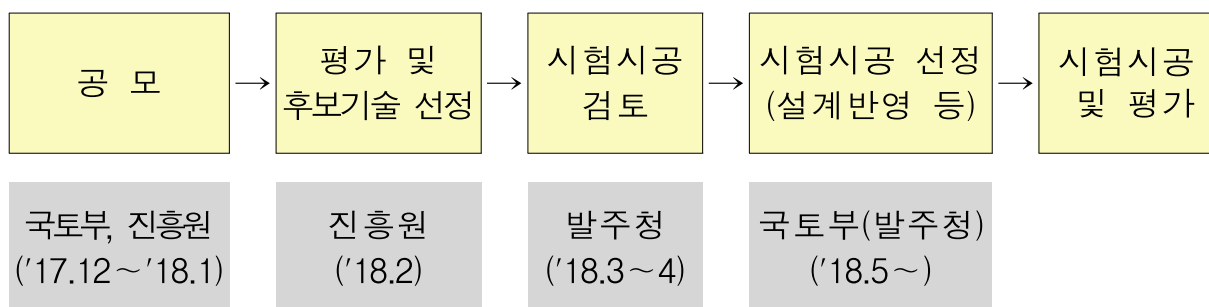 공 모
평가 및
후보기술 선정
시험시공
검토
시험시공 선정
(설계반영 등)
시험시공
및 평가
국토부, 진흥원
('17.12~'18.1)
진흥원
('18.2)
발주청
('18.3~4)
국토부(발주청)
('18.5~)